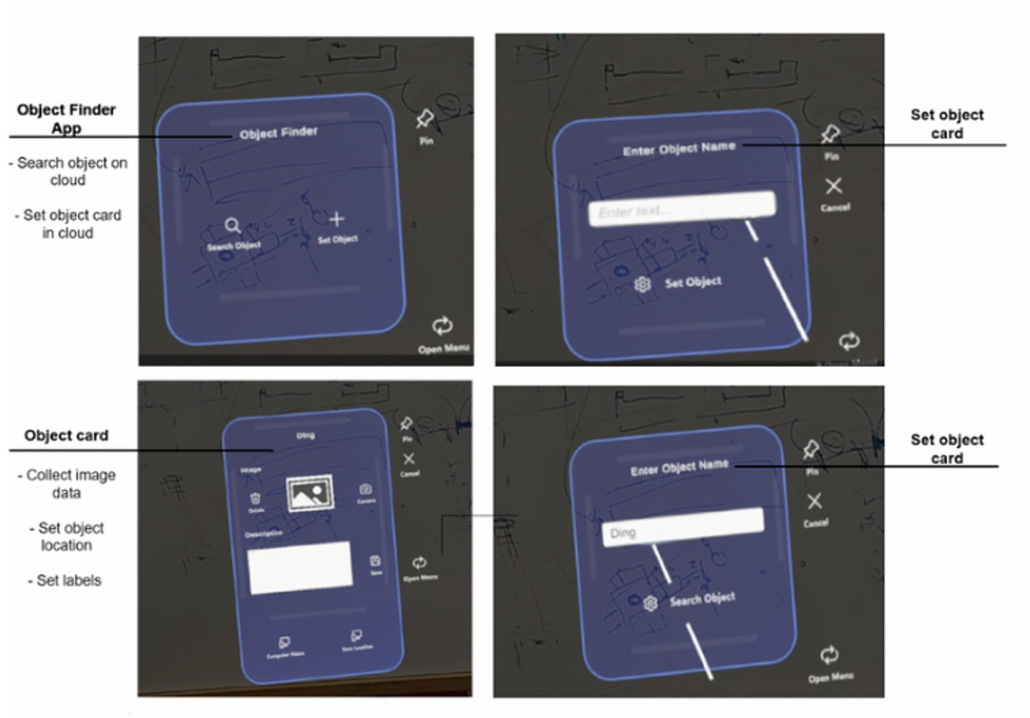 Object Finder
App
- Search object on
cloud
- Set object card
in cloud
Object Finder
Search Object
Set Object
Pin
Open Menu
Set object
card
Enter Object Name
Enter text...
Set Object
Pin
Cancel
Object card
- Collect image
data
- Set object
location
- Set labels
Ding
Image
Delete
Camera
Description
Save
Computer Vision
Save Location
Pin
Cancel
Open Menu
Set object
card
Enter Object Name
Ding
Search Object
Pin
Cancel
Open Menu